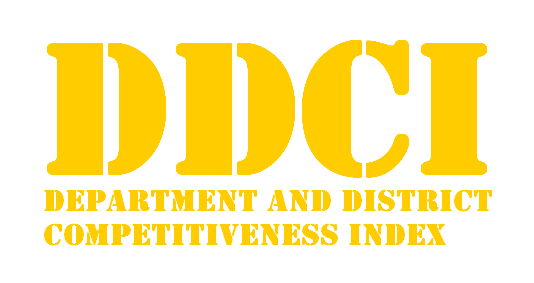 DDCI
DEPARTMENT AND DISTRICT
COMPETITIVENESS INDEX